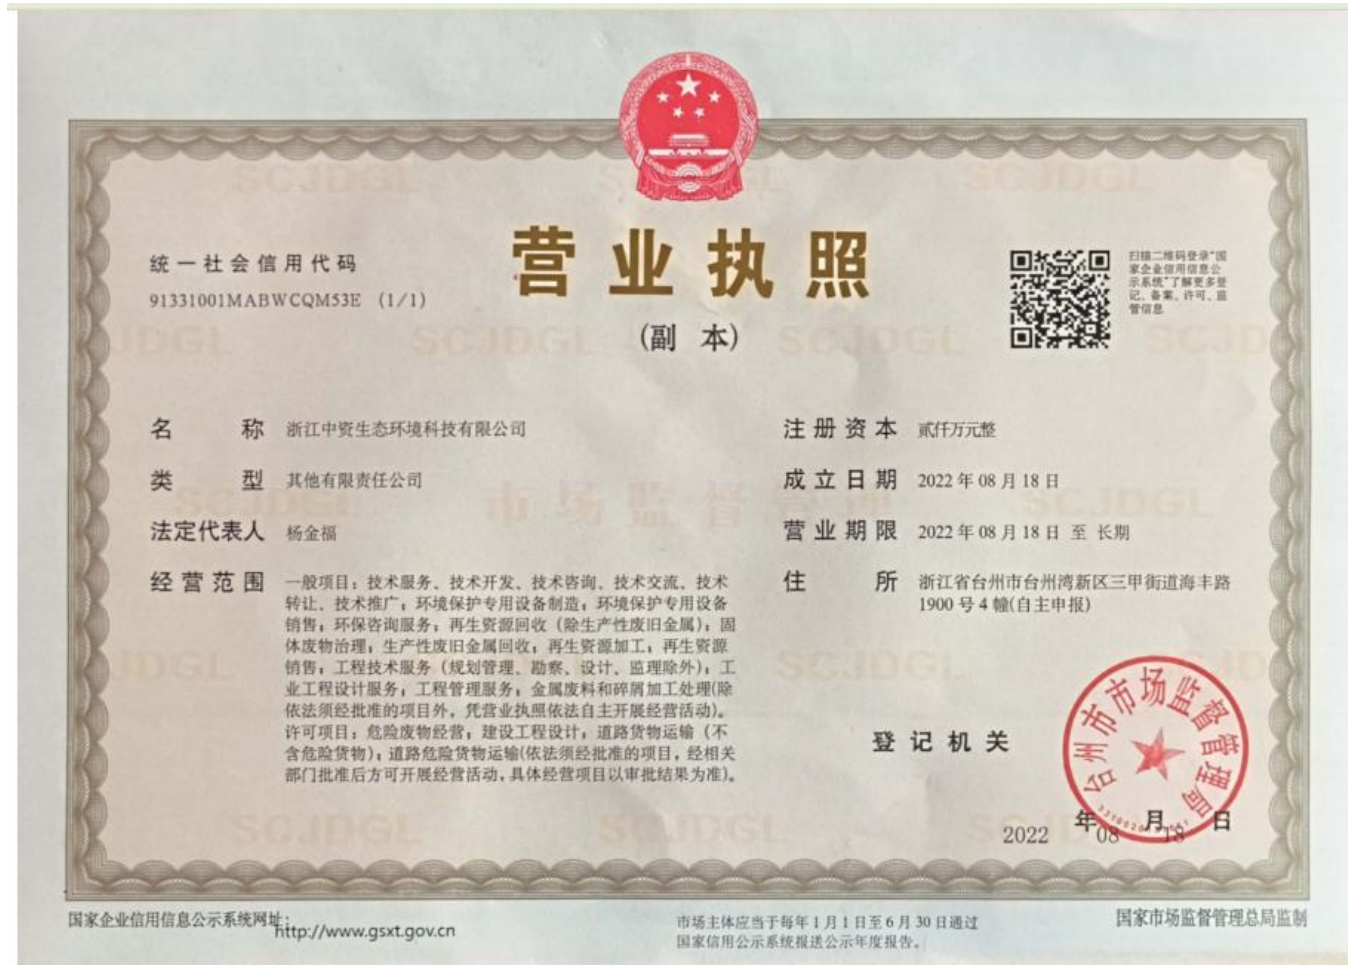 营业执照
(副 本)
统一社会信用代码
91331001MABWCQM53E (1/1)
扫描二维码登录“国
家企业信用信息公
示系统”了解更多登
记、备案、许可、监
管信息
名 称 浙江中资生态环境科技有限公司
类 型 其他有限责任公司
法定代表人 杨金福
经营范围 一般项目：技术服务、技术开发、技术咨询、技术交流、技术
转让、技术推广；环境保护专用设备制造；环境保护专用设备
销售；环保咨询服务；再生资源回收（除生产性废旧金属）；固
体废物治理；生产性废旧金属回收；再生资源加工；再生资源
销售；工程技术服务（规划管理、勘察、设计、监理除外）；工
业工程设计服务；工程管理服务；金属废料和碎屑加工处理(除
依法须经批准的项目外，凭营业执照依法自主开展经营活动)。
许可项目：危险废物经营；建设工程设计；道路货物运输（不
含危险货物）；道路危险货物运输(依法须经批准的项目，经相关
部门批准后方可开展经营活动，具体经营项目以审批结果为准)。
注册资本 贰仟万元整
成立日期 2022年08月18日
营业期限 2022年08月18日 至 长期
住 所 浙江省台州市台州湾新区三甲街道海丰路
1900号4幢(自主申报)
登记机关
台州市市场监督管理局
2022 年 08 月 18 日
SCJDGL
市场监督管理
国家企业信用信息公示系统网址：
http://www.gsxt.gov.cn
市场主体应当于每年1月1日至6月30日通过
国家信用公示系统报送公示年度报告。
国家市场监督管理总局监制